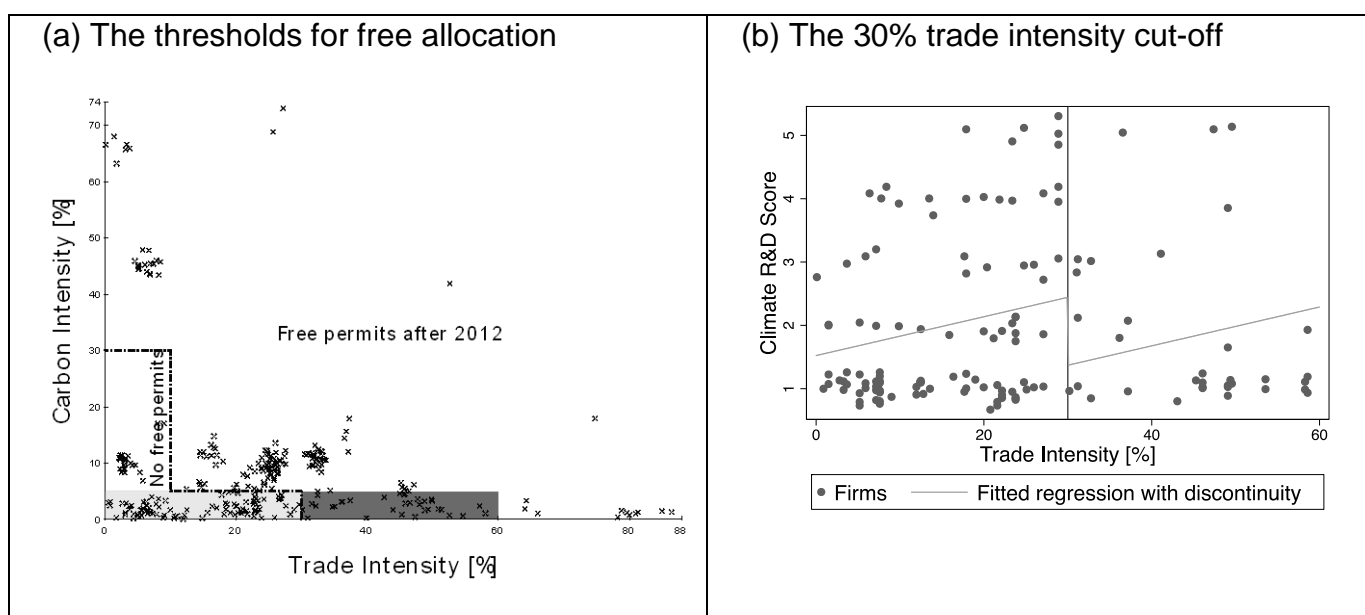 (a) The thresholds for free allocation
74
70
60
50
40
30
20
10
0
Carbon Intensity [%]
No free permits
Free permits after 2012
0
20
40
60
80
88
Trade Intensity [%]
(b) The 30% trade intensity cut-off
5
4
3
2
1
Climate R&D Score
0
20
40
60
Trade Intensity [%]
Firms
Fitted regression with discontinuity